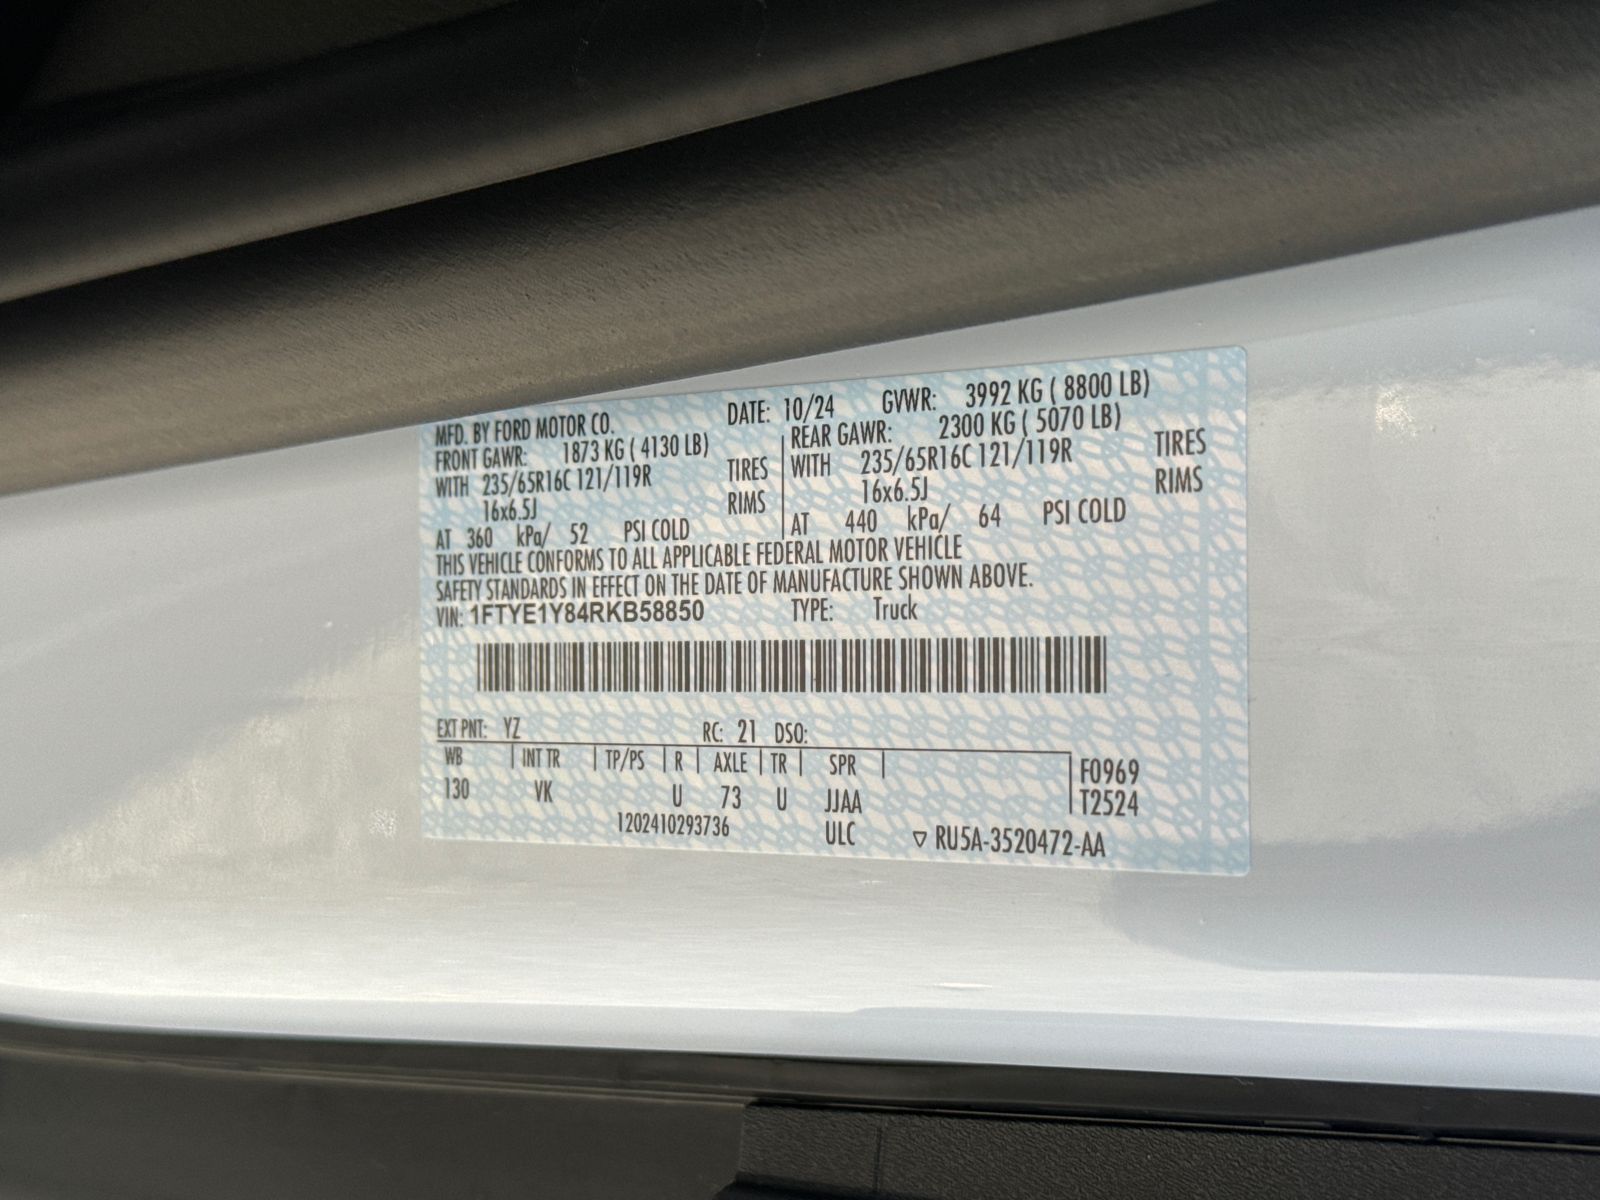 MFD. BY FORD MOTOR CO. DATE: 10/24 GVWR: 3992 KG ( 8800 LB)
FRONT GAWR: 1873 KG ( 4130 LB) REAR GAWR: 2300 KG ( 5070 LB)
WITH 235/65R16C 121/119R TIRES WITH 235/65R16C 121/119R TIRES
16x6.5J RIMS 16x6.5J RIMS
AT 360 kPa/ 52 PSI COLD AT 440 kPa/ 64 PSI COLD
THIS VEHICLE CONFORMS TO ALL APPLICABLE FEDERAL MOTOR VEHICLE
SAFETY STANDARDS IN EFFECT ON THE DATE OF MANUFACTURE SHOWN ABOVE.
VIN: 1FTYE1Y84RKB58850 TYPE: Truck
EXT PNT: YZ RC: 21 DSO:
WB INT TR TP/PS R AXLE TR SPR F0969
130 VK U 73 U JJAA T2524
1202410293736 ULC ▽ RU5A-3520472-AA